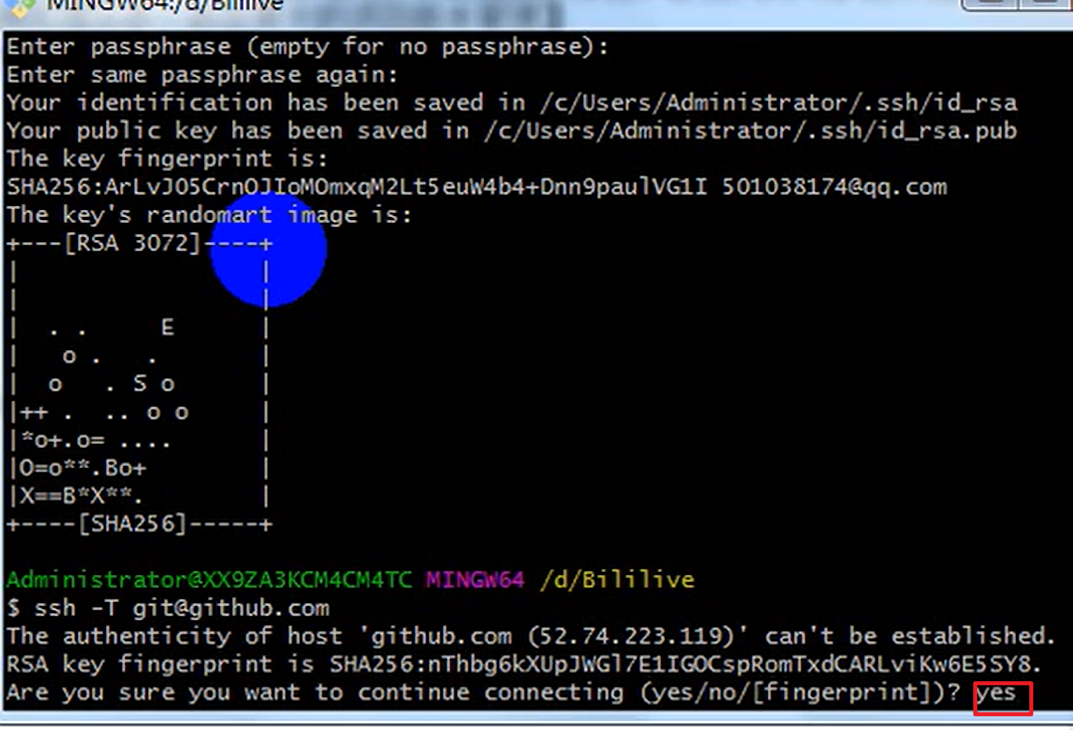 MINGW64:/d/Bililive
Enter passphrase (empty for no passphrase):
Enter same passphrase again:
Your identification has been saved in /c/Users/Administrator/.ssh/id_rsa
Your public key has been saved in /c/Users/Administrator/.ssh/id_rsa.pub
The key fingerprint is:
SHA256:ArLvJ05CrnOJIoMOmxqM2Lt5euW4b4+Dnn9paulVG1I 501038174@qq.com
The key's randomart image is:
+---[RSA 3072]----+
|                 |
|                 |
|  . .     E      |
|   o .   .       |
|  o   . S o      |
|++ .  .. o o     |
|*o+.o= ....      |
|O=o**.Bo+        |
|X==B*X**.        |
+----[SHA256]-----+
Administrator@XX9ZA3KCM4CM4TC MINGW64 /d/Bililive
$ ssh -T git@github.com
The authenticity of host 'github.com (52.74.223.119)' can't be established.
RSA key fingerprint is SHA256:nThbg6kXUpJWGl7E1IGOCspRomTxdCARLviKw6E5SY8.
Are you sure you want to continue connecting (yes/no/[fingerprint])? yes